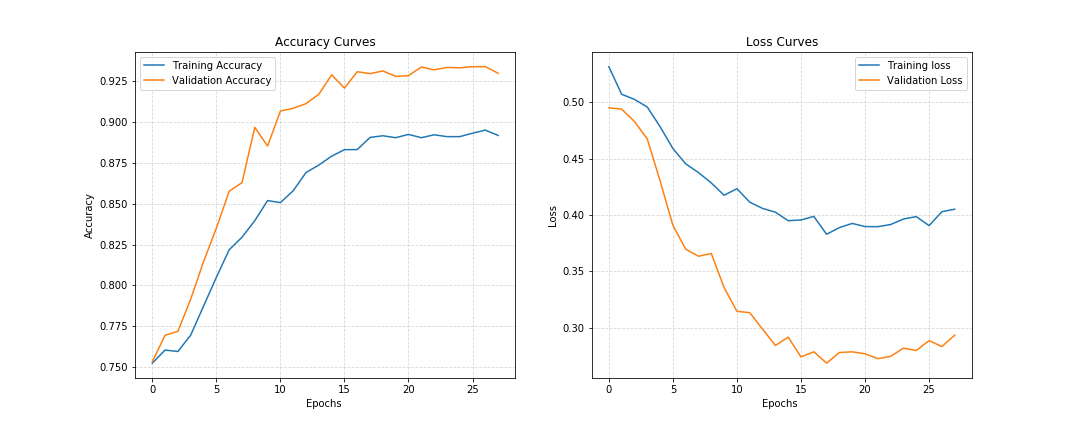 Accuracy Curves
Training Accuracy
Validation Accuracy
0.925
0.900
0.875
0.850
0.825
0.800
0.775
0.750
Accuracy
0 5 10 15 20 25
Epochs
Loss Curves
Training loss
Validation Loss
0.50
0.45
0.40
0.35
0.30
Loss
0 5 10 15 20 25
Epochs